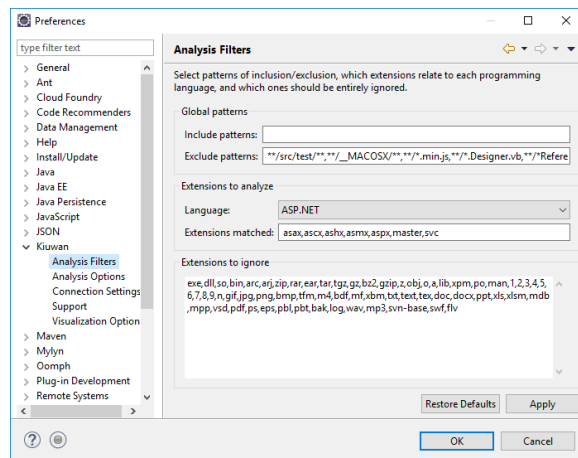 Preferences
type filter text
General
Ant
Cloud Foundry
Code Recommenders
Data Management
Help
Install/Update
Java
Java EE
Java Persistence
JavaScript
JSON
Kiuwan
Analysis Filters
Analysis Options
Connection Settings
Support
Visualization Option
Maven
Mylyn
Oomph
Plug-in Development
Remote Systems
Analysis Filters
Select patterns of inclusion/exclusion, which extensions relate to each programming
language, and which ones should be entirely ignored.
Global patterns
Include patterns:
Exclude patterns: **/src/test/**,**/__MACOSX/**,**/*.min.js,**/*.Designer.vb,**/*Refere
Extensions to analyze
Language: ASP.NET
Extensions matched: asax,ascx,ashx,asmx,aspx,master,svc
Extensions to ignore
exe,dll,so,bin,arc,arj,zip,rar,ear,tar,tgz,gz,bz2,gzip,z,obj,o,a,lib,xpm,po,man,1,2,3,4,5,
6,7,8,9,n,gif,jpg,png,bmp,tfm,m4,bdf,mf,xbm,txt,text,tex,doc,docx,ppt,xls,xlsm,mdb
,mpp,vsd,pdf,ps,eps,pbl,pbt,bak,log,wav,mp3,svn-base,swf,flv
Restore Defaults Apply
OK Cancel